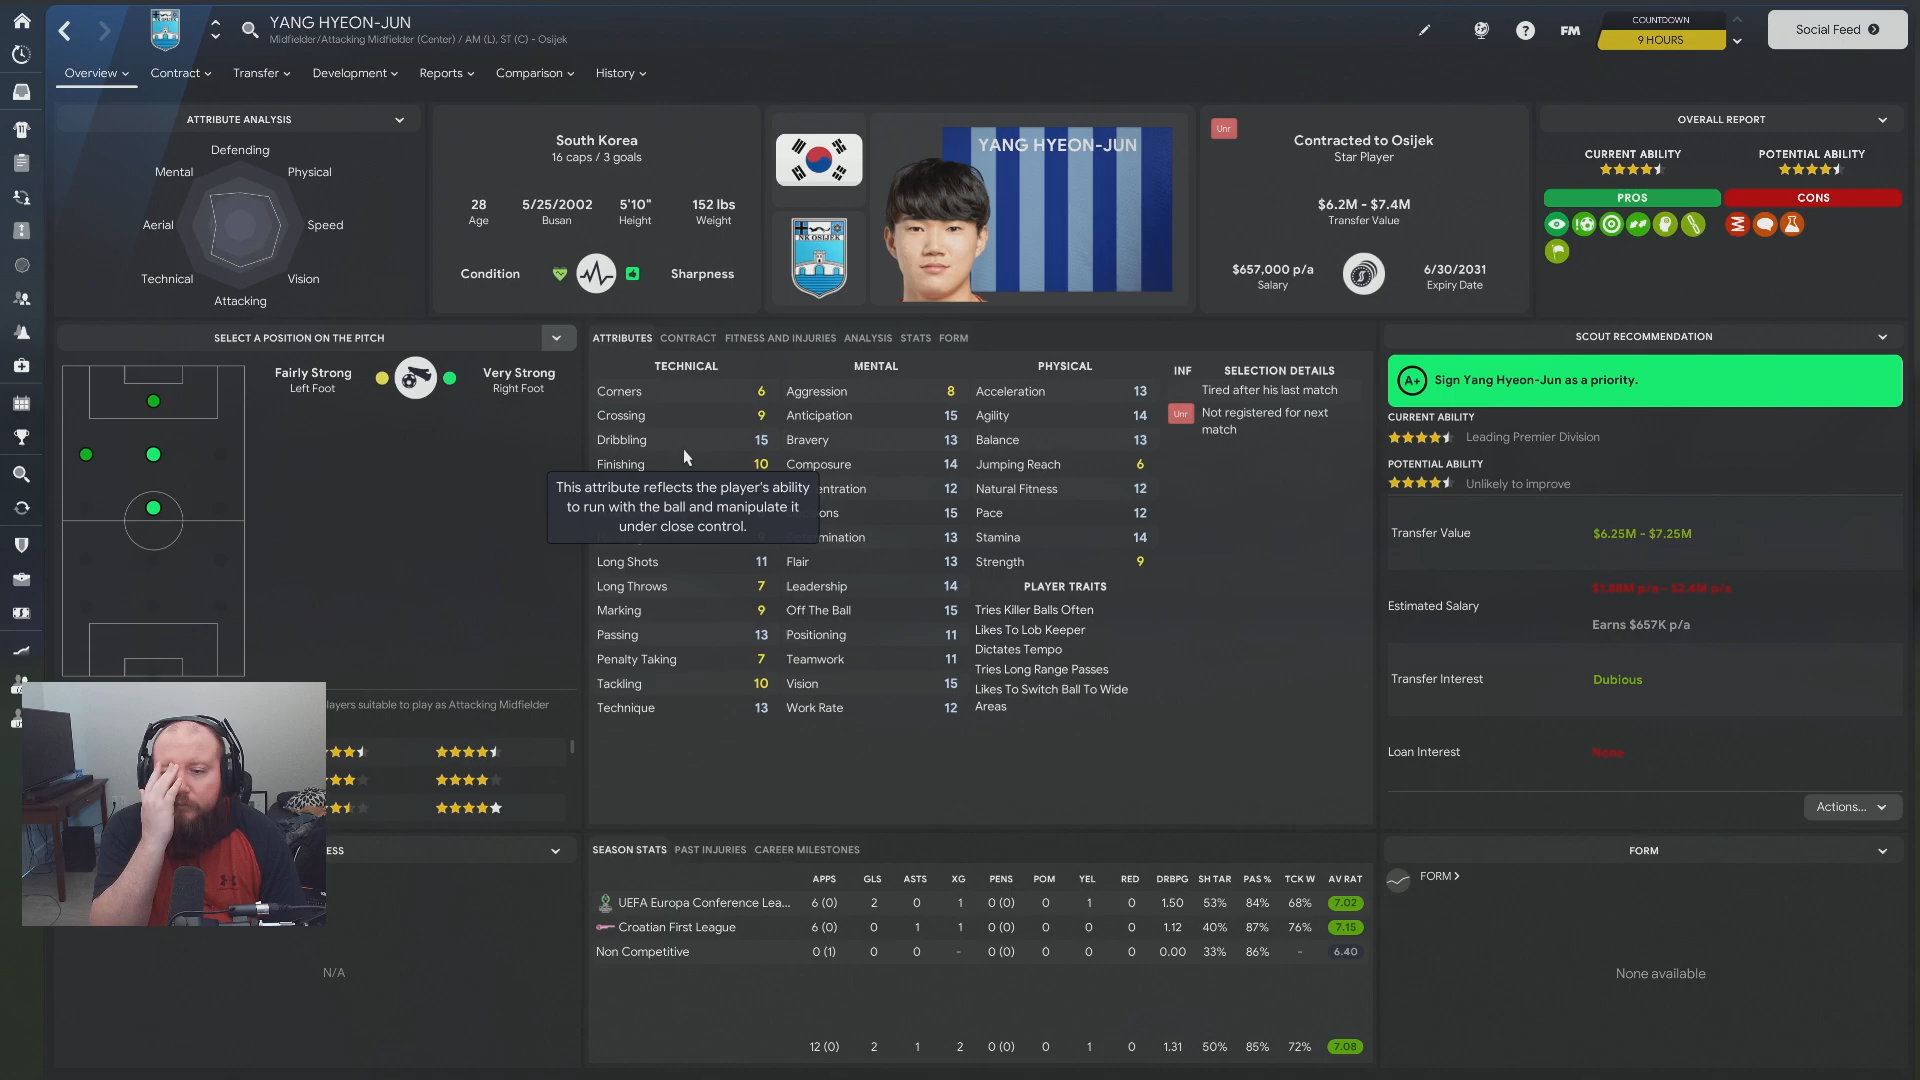 YANG HYEON-JUN
Midfielder/Attacking Midfielder (Center) / AM (L), ST (C) - Osijek
FM
COUNTDOWN
9 HOURS
Social Feed
Overview
Contract
Transfer
Development
Reports
Comparison
History
ATTRIBUTE ANALYSIS
Defending
Mental
Physical
Aerial
Speed
Technical
Vision
Attacking
South Korea
16 caps / 3 goals
28
Age
5/25/2002
Busan
5'10"
Height
152 lbs
Weight
Condition
Sharpness
NK OSIJEK
YANG HYEON-JUN
Unr
Contracted to Osijek
Star Player
$6.2M - $7.4M
Transfer Value
$657,000 p/a
Salary
6/30/2031
Expiry Date
OVERALL REPORT
CURRENT ABILITY
POTENTIAL ABILITY
PROS
CONS
SELECT A POSITION ON THE PITCH
Fairly Strong
Left Foot
Very Strong
Right Foot
layers suitable to play as Attacking Midfielder
ESS
N/A
ATTRIBUTES CONTRACT FITNESS AND INJURIES ANALYSIS STATS FORM
TECHNICAL
Corners 6
Crossing 9
Dribbling 15
Finishing 10
This attribute reflects the player's ability
to run with the ball and manipulate it
under close control.
Long Shots 11
Long Throws 7
Marking 9
Passing 13
Penalty Taking 7
Tackling 10
Technique 13
MENTAL
Aggression 8
Anticipation 15
Bravery 13
Composure 14
entration 12
ons 15
mination 13
Flair 13
Leadership 14
Off The Ball 15
Positioning 11
Teamwork 11
Vision 15
Work Rate 12
PHYSICAL
Acceleration 13
Agility 14
Balance 13
Jumping Reach 6
Natural Fitness 12
Pace 12
Stamina 14
Strength 9
PLAYER TRAITS
Tries Killer Balls Often
Likes To Lob Keeper
Dictates Tempo
Tries Long Range Passes
Likes To Switch Ball To Wide
Areas
INF SELECTION DETAILS
Tired after his last match
Unr Not registered for next
match
SCOUT RECOMMENDATION
A+ Sign Yang Hyeon-Jun as a priority.
CURRENT ABILITY
Leading Premier Division
POTENTIAL ABILITY
Unlikely to improve
Transfer Value $6.25M - $7.25M
Estimated Salary
$1.88M p/a - $2.4M p/a
Earns $657K p/a
Transfer Interest Dubious
Loan Interest None
Actions...
SEASON STATS PAST INJURIES CAREER MILESTONES
APPS GLS ASTS XG PENS POM YEL RED DRBPG SH TAR PAS % TCK W AV RAT
UEFA Europa Conference Lea... 6 (0) 2 0 1 0 (0) 0 1 0 1.50 53% 84% 68% 7.02
Croatian First League 6 (0) 0 1 1 0 (0) 0 0 0 1.12 40% 87% 76% 7.15
Non Competitive 0 (1) 0 0 - 0 (0) 0 0 0 0.00 33% 86% - 6.40
12 (0) 2 1 2 0 (0) 0 1 0 1.31 50% 85% 72% 7.08
FORM
FORM
None available